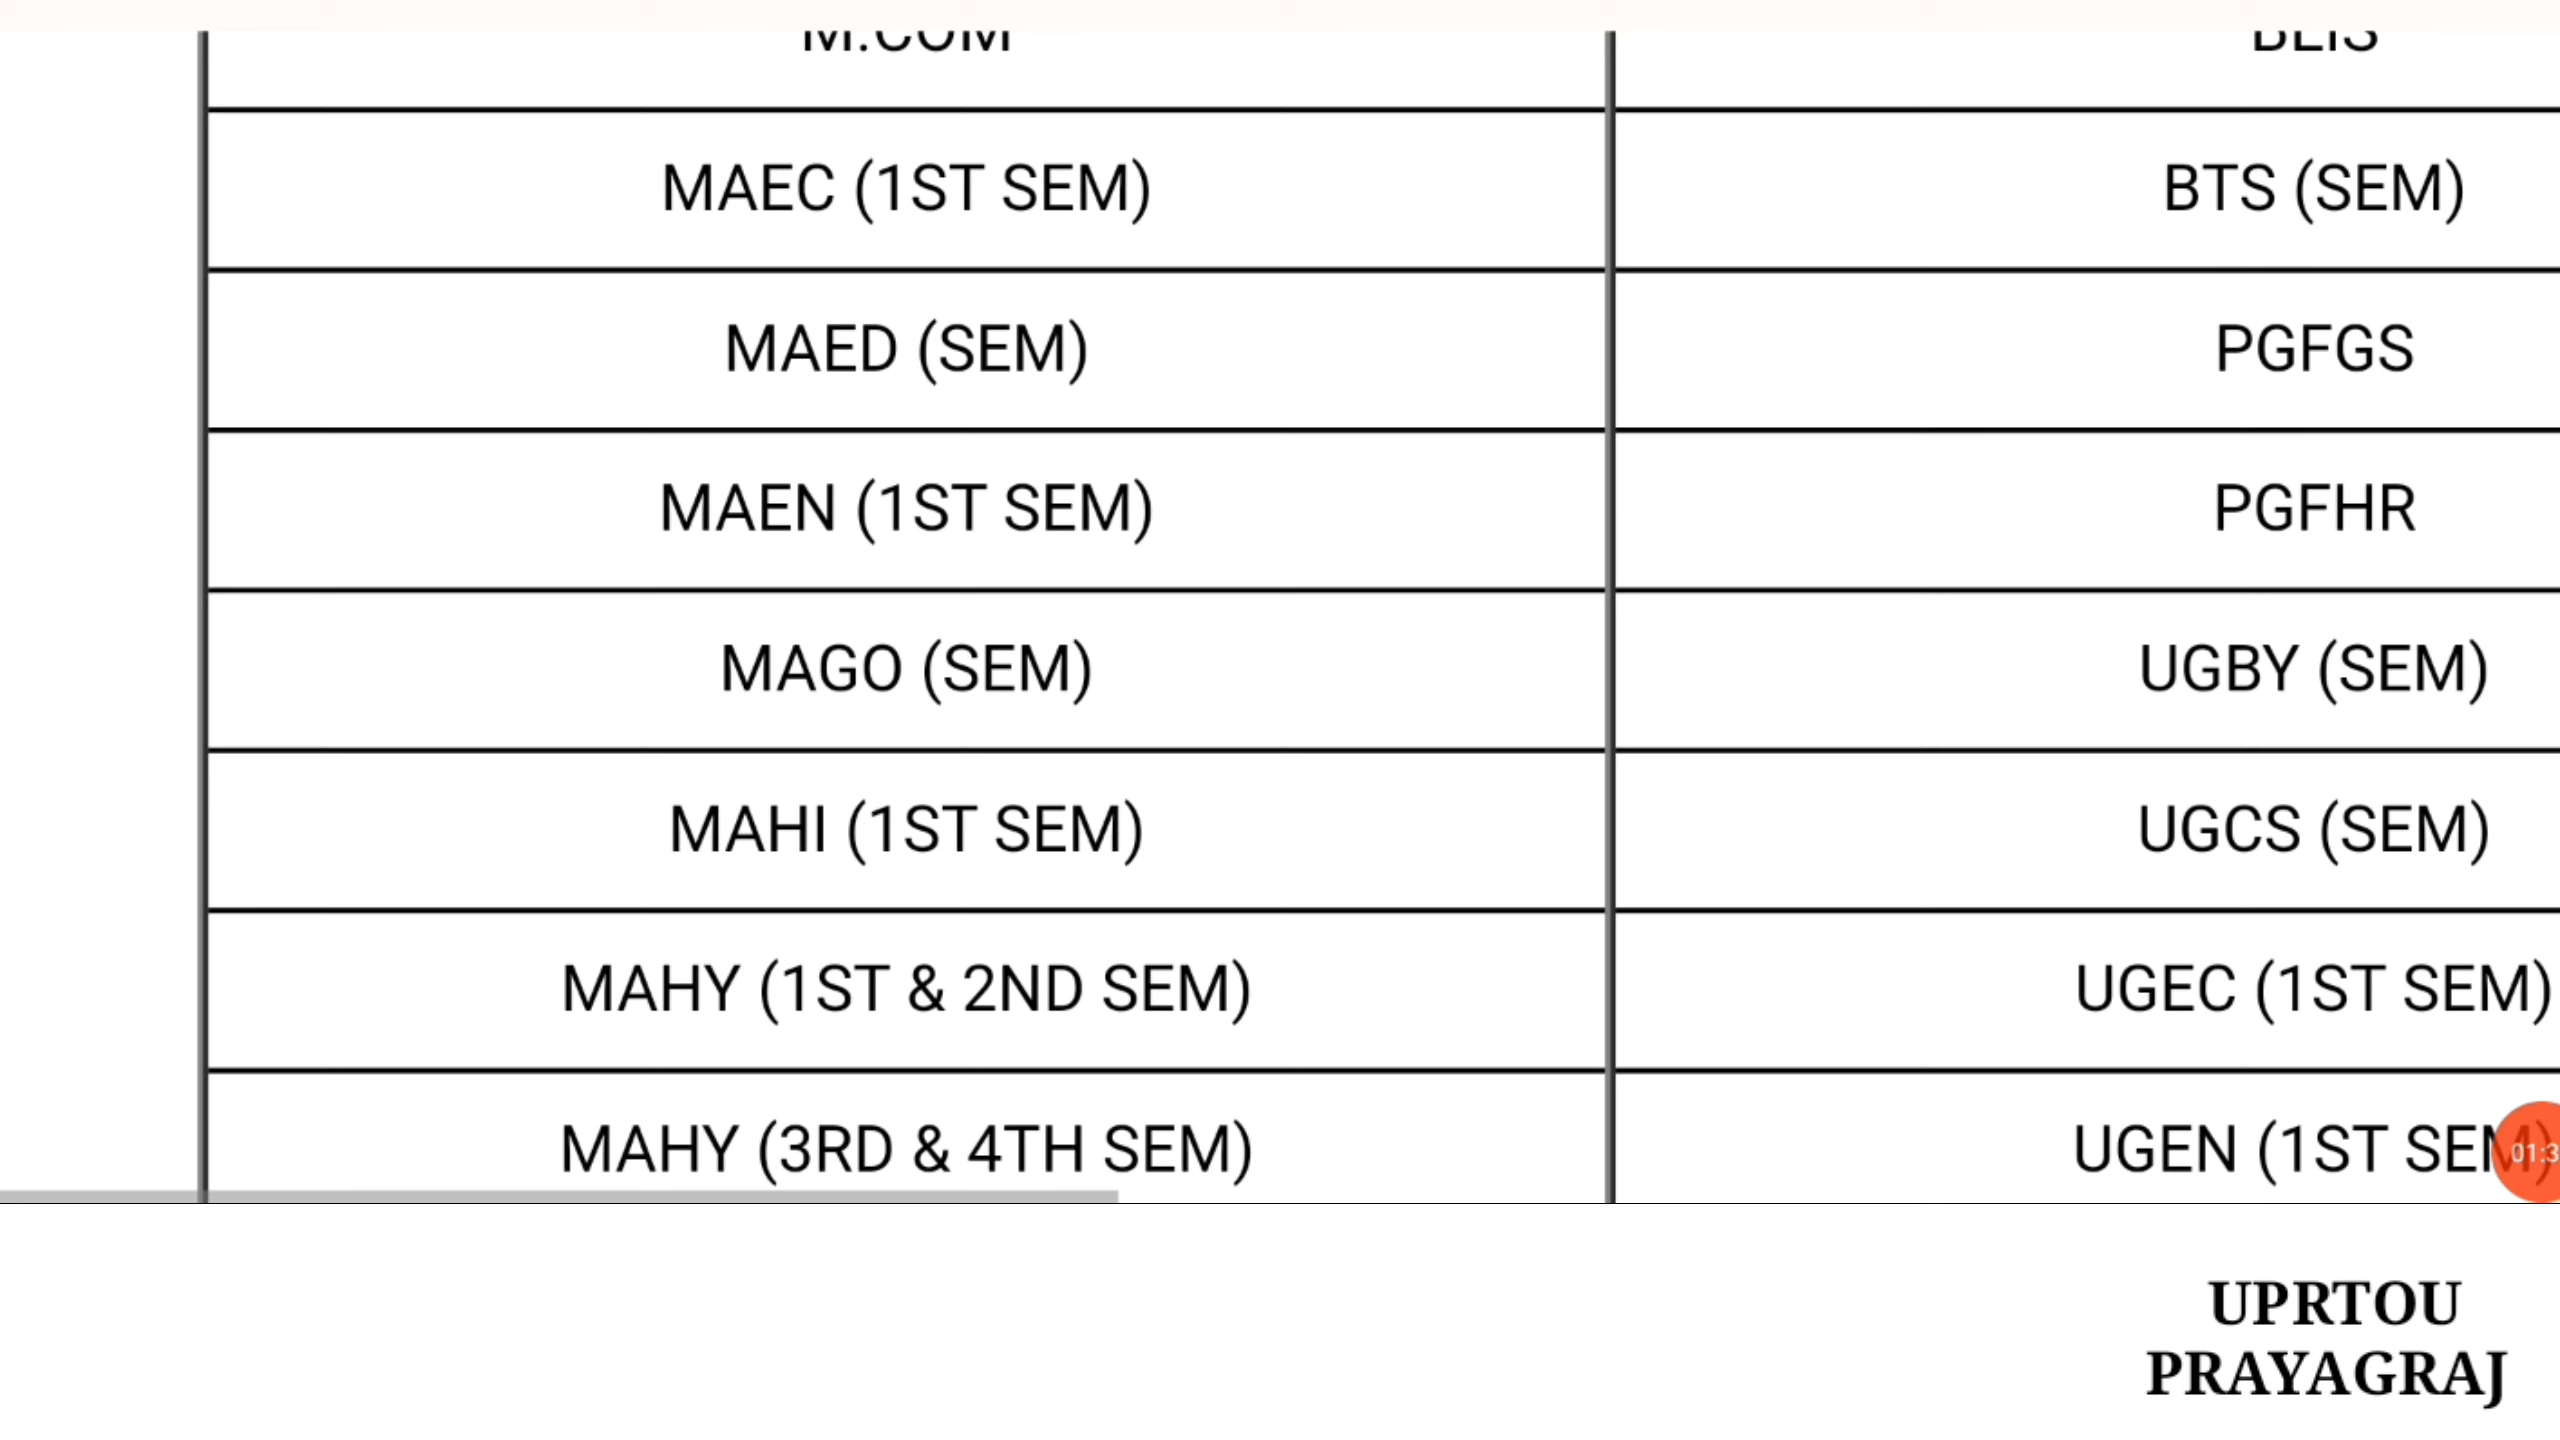 M.COM BLIS
MAEC (1ST SEM) BTS (SEM)
MAED (SEM) PGFGS
MAEN (1ST SEM) PGFHR
MAGO (SEM) UGBY (SEM)
MAHI (1ST SEM) UGCS (SEM)
MAHY (1ST & 2ND SEM) UGEC (1ST SEM)
MAHY (3RD & 4TH SEM) UGEN (1ST SEM)
01:3
UPRTOU
PRAYAGRAJ